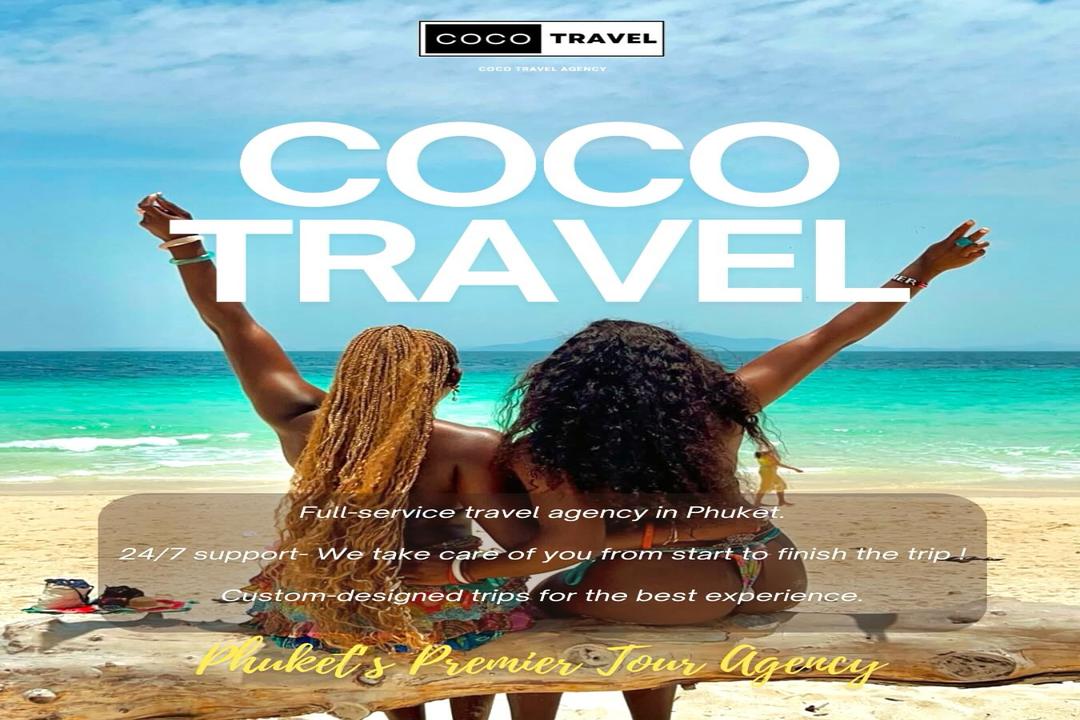 COCO TRAVEL
COCO TRAVEL AGENCY
COCO
TRAVEL
Full-service travel agency in Phuket.
24/7 support- We take care of you from start to finish the trip !
Custom-designed trips for the best experience.
Phuket's Premier Tour Agency